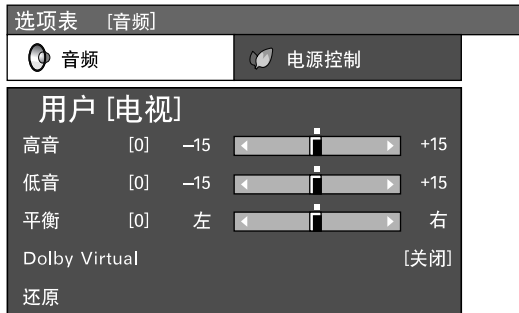 选项表 [音频]
音频 电源控制
用户 [电视]
高音 [0] –15 +15
低音 [0] –15 +15
平衡 [0] 左 右
Dolby Virtual [关闭]
还原